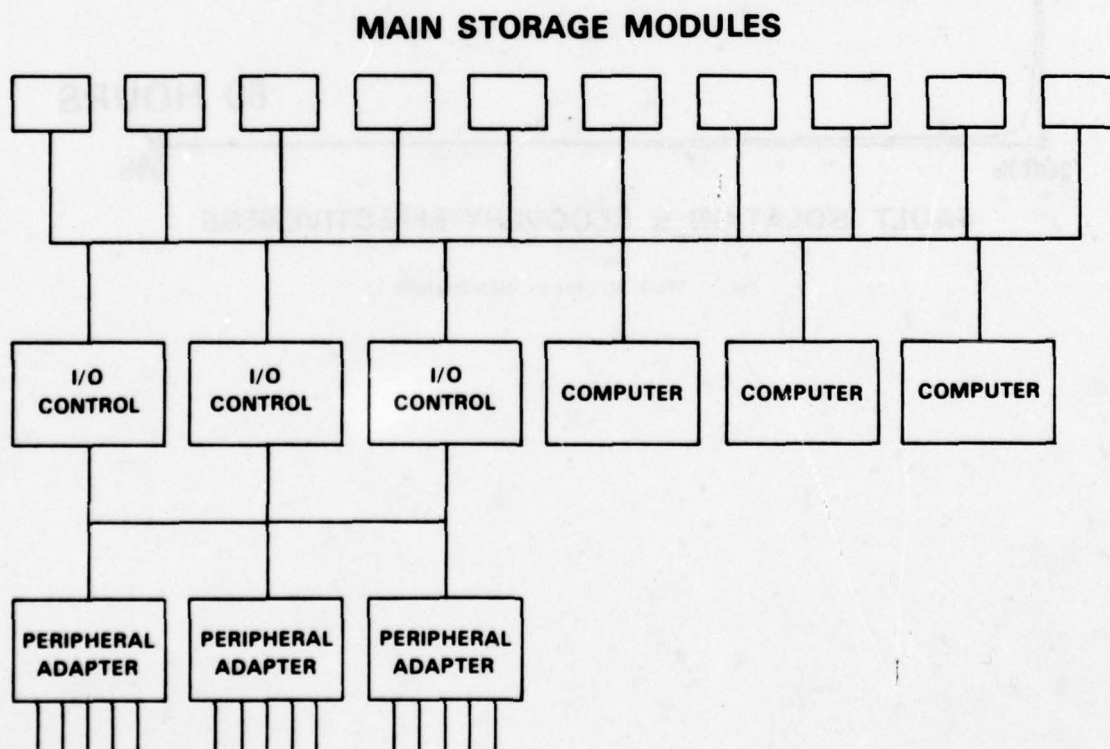 MAIN STORAGE MODULES
I/O
CONTROL
I/O
CONTROL
I/O
CONTROL
COMPUTER
COMPUTER
COMPUTER
PERIPHERAL
ADAPTER
PERIPHERAL
ADAPTER
PERIPHERAL
ADAPTER